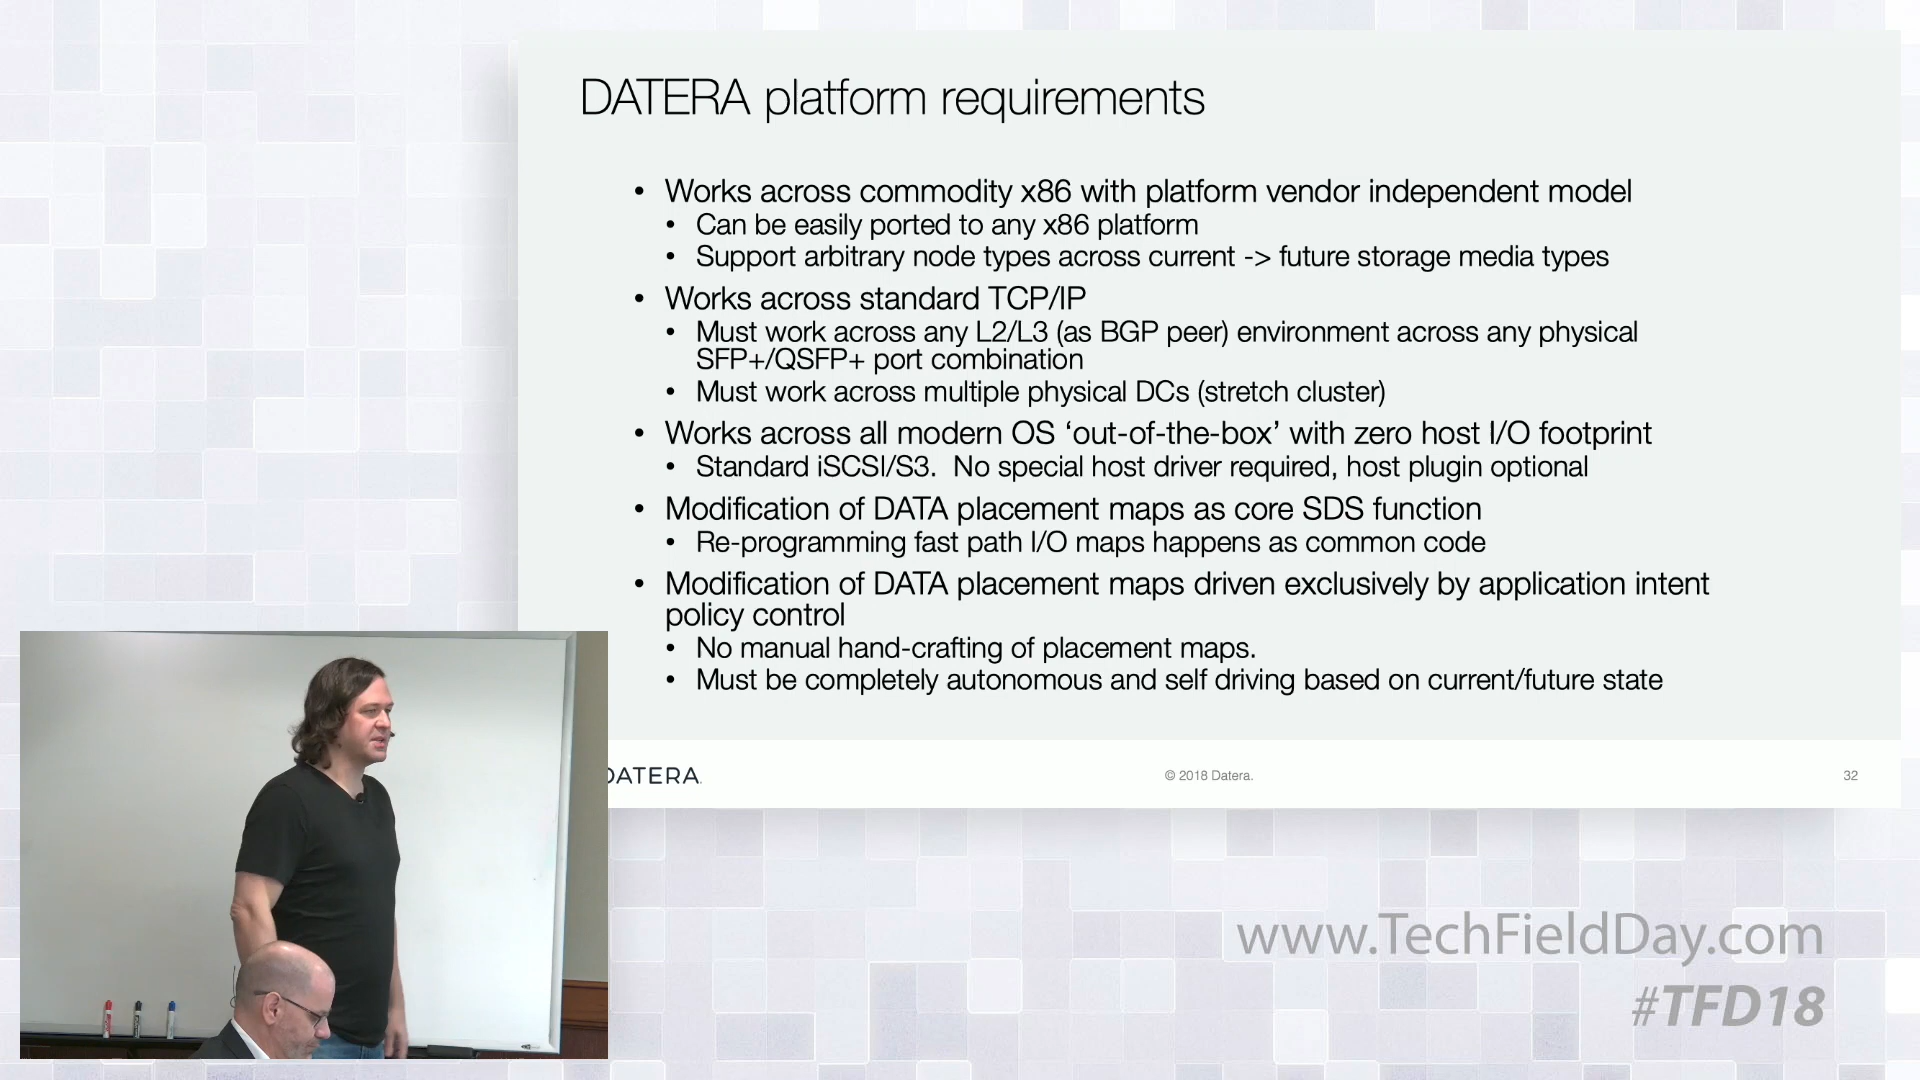 DATERA platform requirements
• Works across commodity x86 with platform vendor independent model
• Can be easily ported to any x86 platform
• Support arbitrary node types across current -> future storage media types
• Works across standard TCP/IP
• Must work across any L2/L3 (as BGP peer) environment across any physical
SFP+/QSFP+ port combination
• Must work across multiple physical DCs (stretch cluster)
• Works across all modern OS ‘out-of-the-box’ with zero host I/O footprint
• Standard iSCSI/S3.  No special host driver required, host plugin optional
• Modification of DATA placement maps as core SDS function
• Re-programming fast path I/O maps happens as common code
• Modification of DATA placement maps driven exclusively by application intent
policy control
• No manual hand-crafting of placement maps.
• Must be completely autonomous and self driving based on current/future state
DATERA.
© 2018 Datera.
32
www.TechFieldDay.com
#TFD18